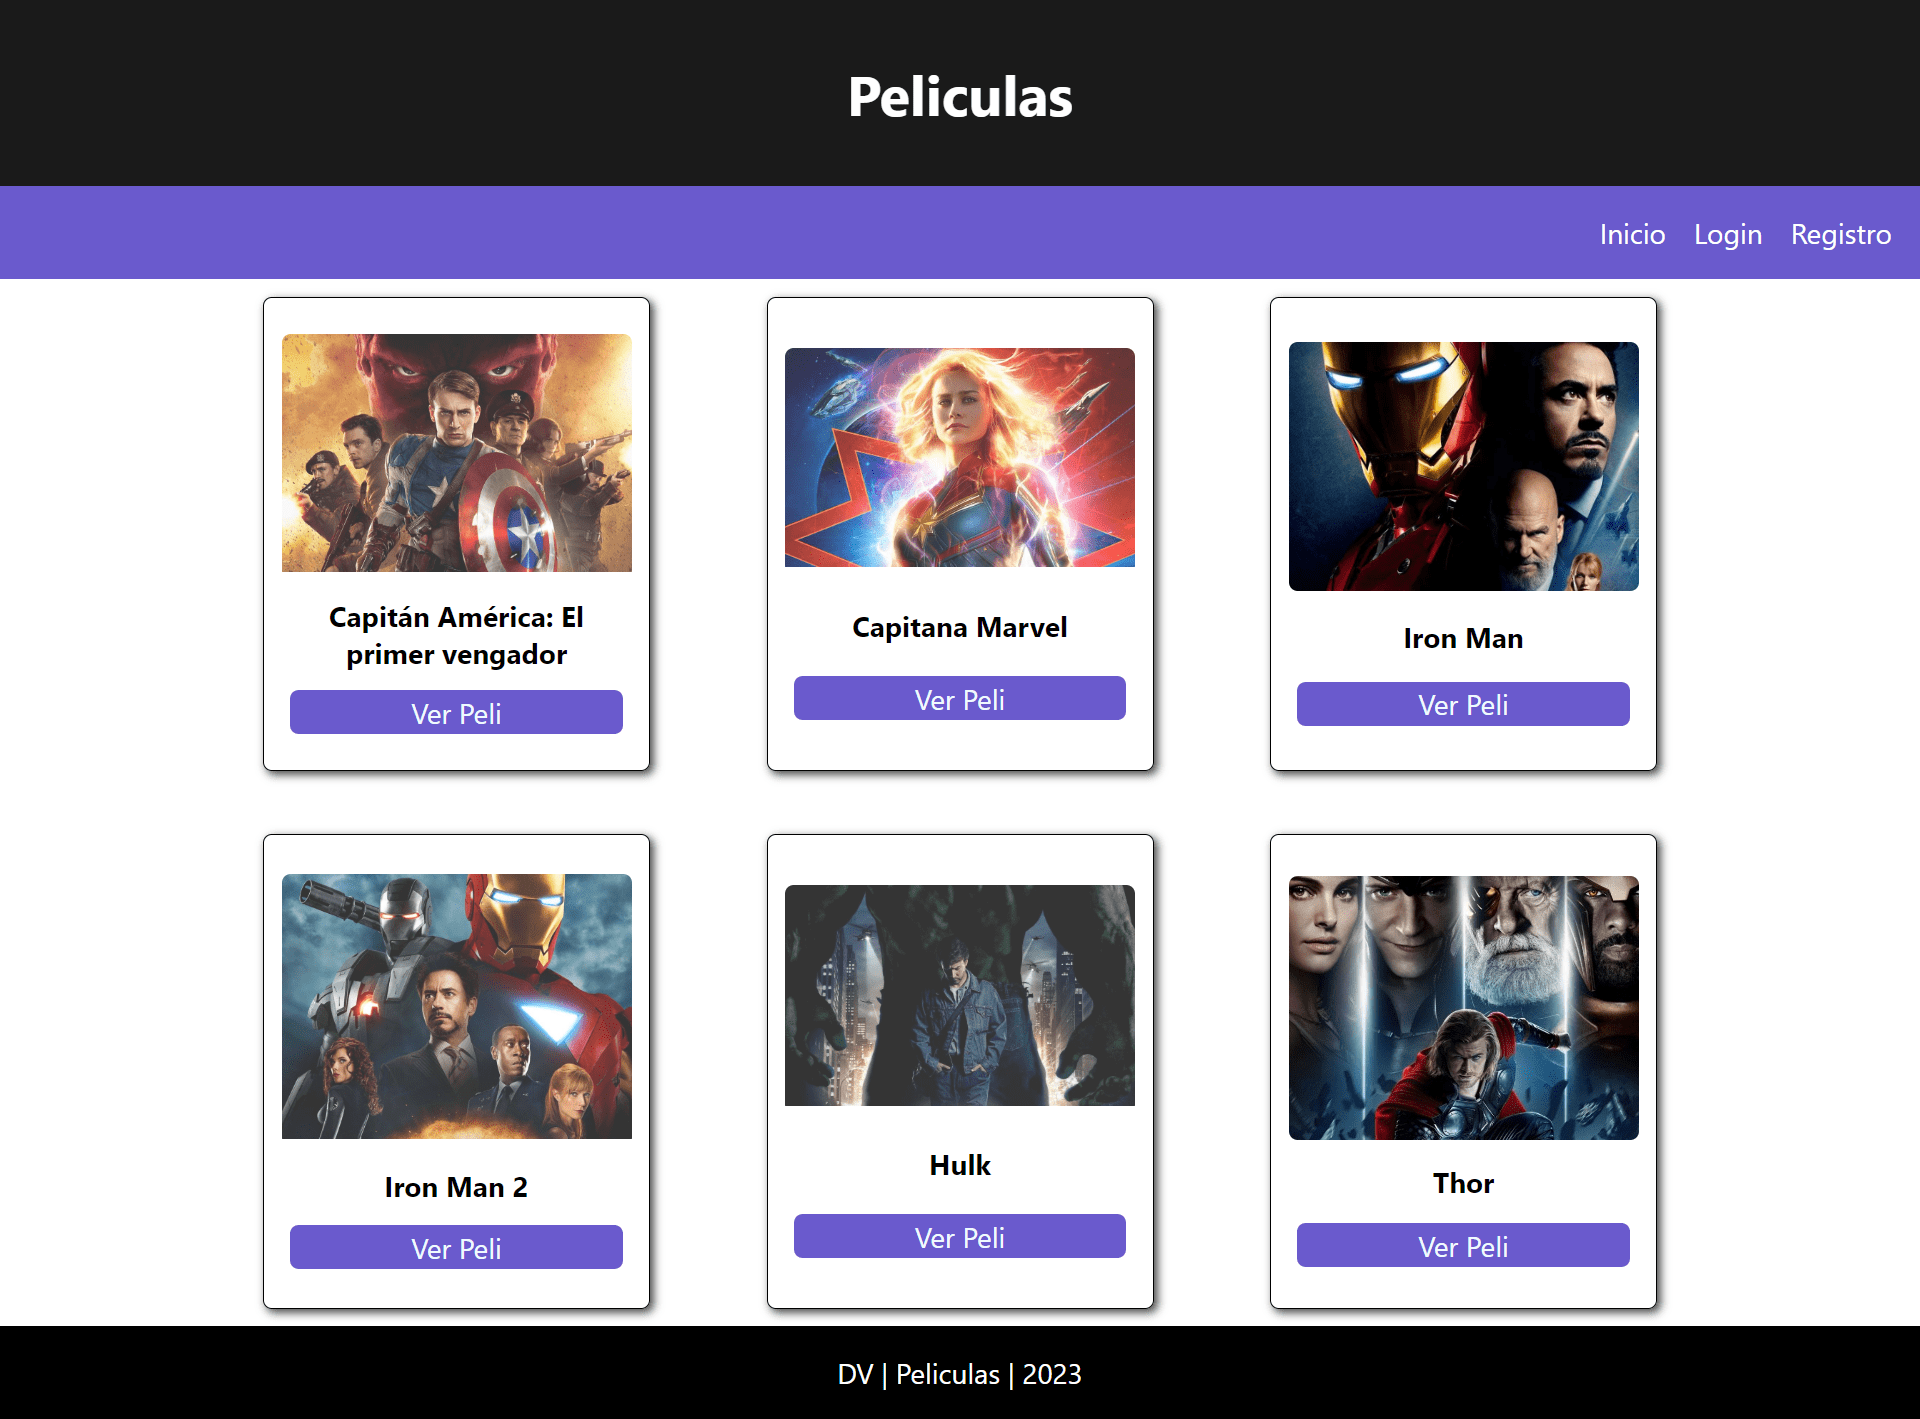 Peliculas
Inicio Login Registro
Capitán América: El
primer vengador
Ver Peli
Capitana Marvel
Ver Peli
Iron Man
Ver Peli
Iron Man 2
Ver Peli
Hulk
Ver Peli
Thor
Ver Peli
DV | Peliculas | 2023